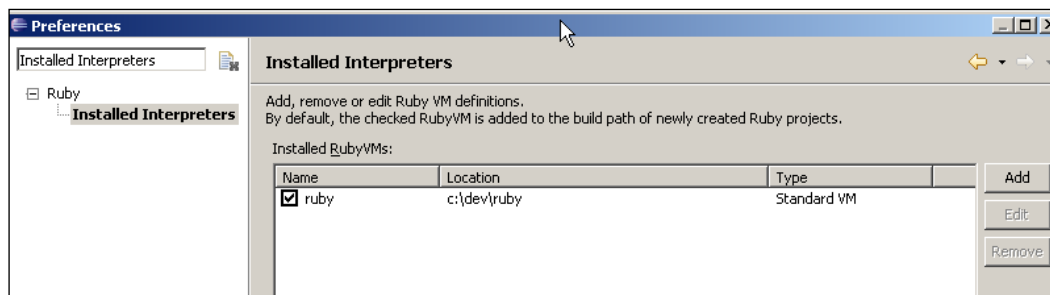 Preferences
Installed Interpreters
Ruby
Installed Interpreters
Installed Interpreters
Add, remove or edit Ruby VM definitions.
By default, the checked RubyVM is added to the build path of newly created Ruby projects.
Installed RubyVMs:
Name Location Type
ruby c:\dev\ruby Standard VM
Add
Edit
Remove